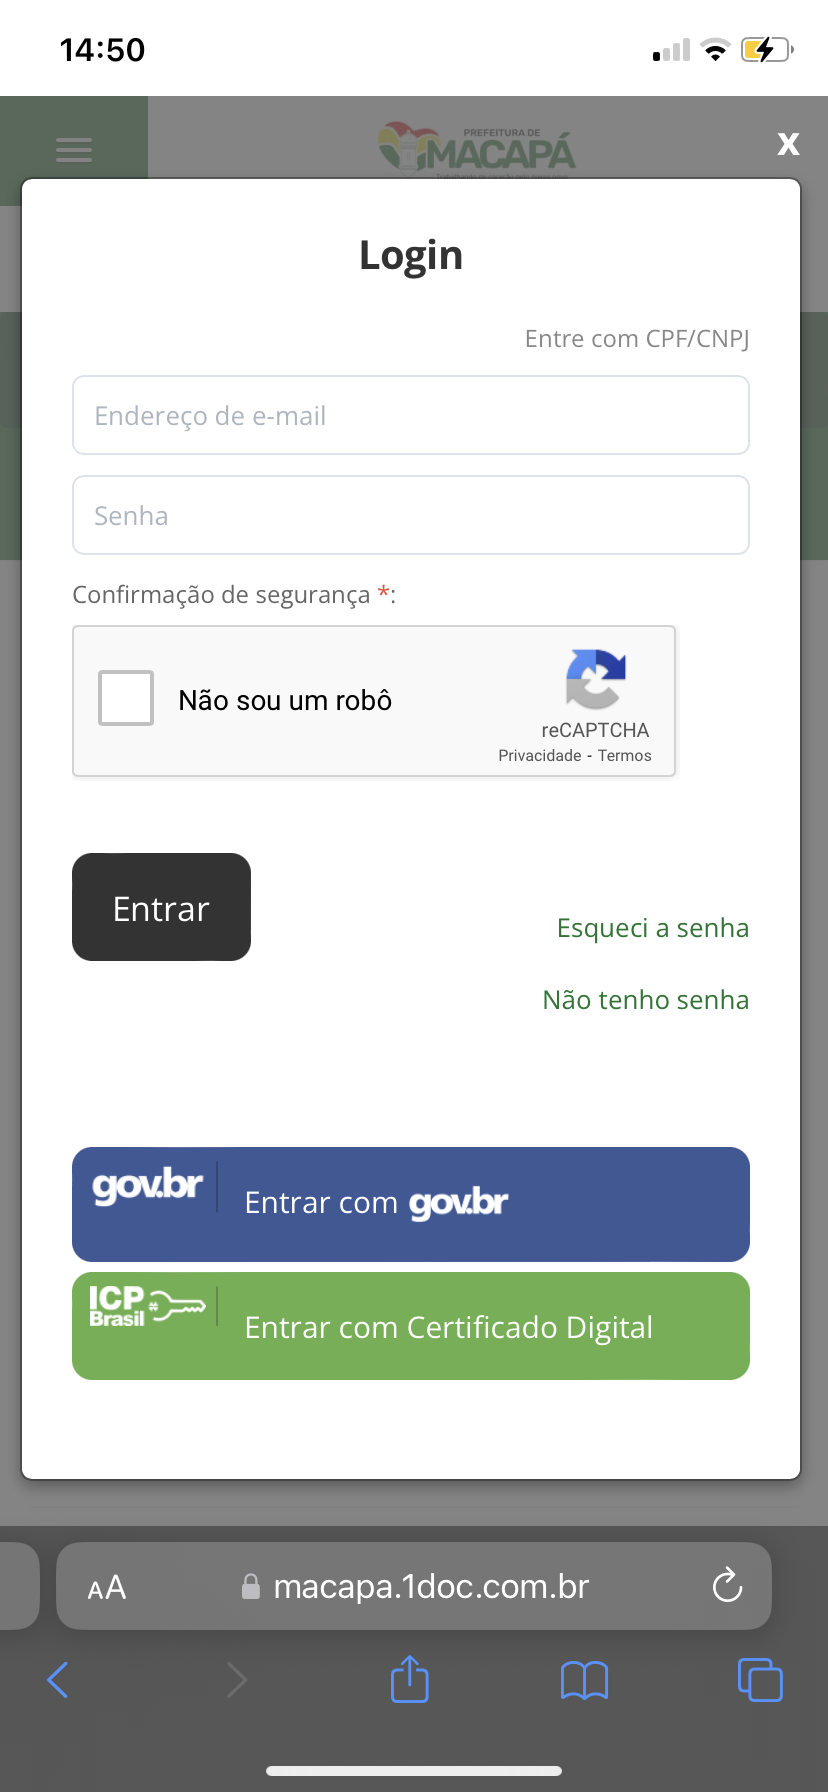 14:50
PREFEITURA DE
MACAPÁ
X
Login
Entre com CPF/CNPJ
Endereço de e-mail
Senha
Confirmação de segurança *:
Não sou um robô
reCAPTCHA
Privacidade - Termos
Entrar
Esqueci a senha
Não tenho senha
gov.br Entrar com gov.br
ICP
Brasil Entrar com Certificado Digital
AA macapa.1doc.com.br